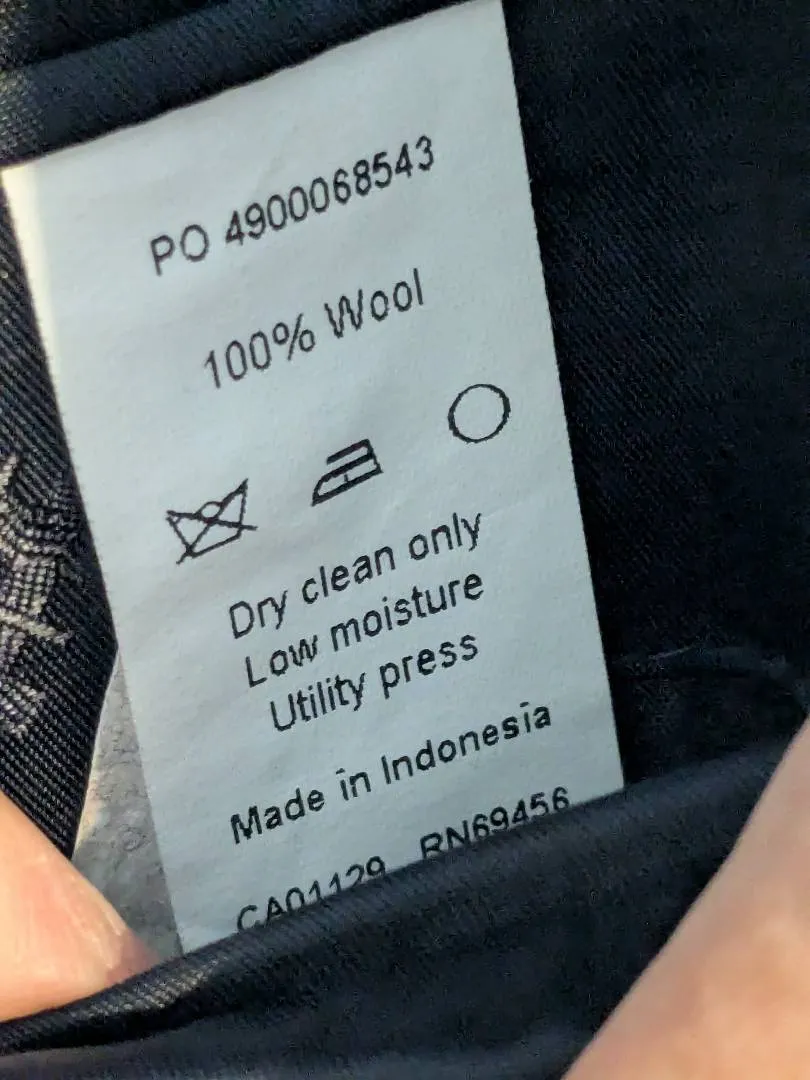 PO 4900068543
100% Wool
Dry clean only
Low moisture
Utility press
Made in Indonesia
CA01129 RN69456